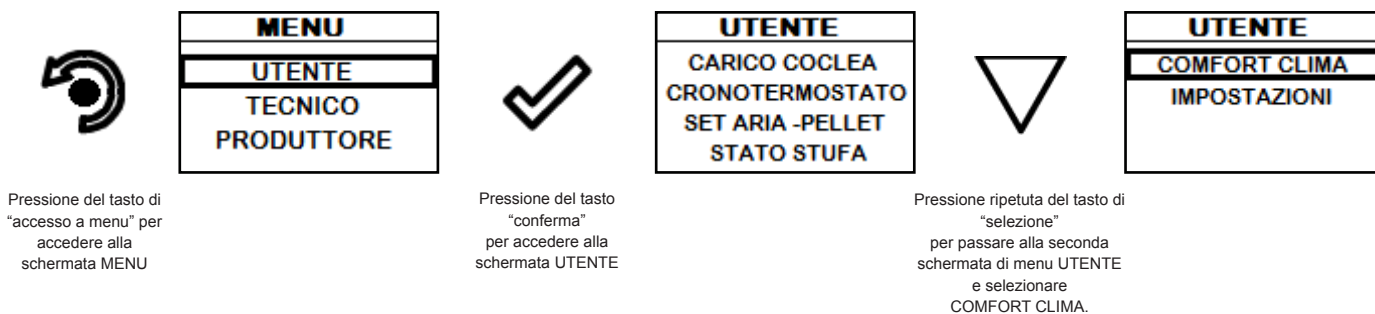 MENU
UTENTE
TECNICO
PRODUTTORE
UTENTE
CARICO COCLEA
CRONOTERMOSTATO
SET ARIA -PELLET
STATO STUFA
UTENTE
COMFORT CLIMA
IMPOSTAZIONI
Pressione del tasto di
“accesso a menu” per
accedere alla
schermata MENU
Pressione del tasto
“conferma”
per accedere alla
schermata UTENTE
Pressione ripetuta del tasto di
“selezione”
per passare alla seconda
schermata di menu UTENTE
e selezionare
COMFORT CLIMA.